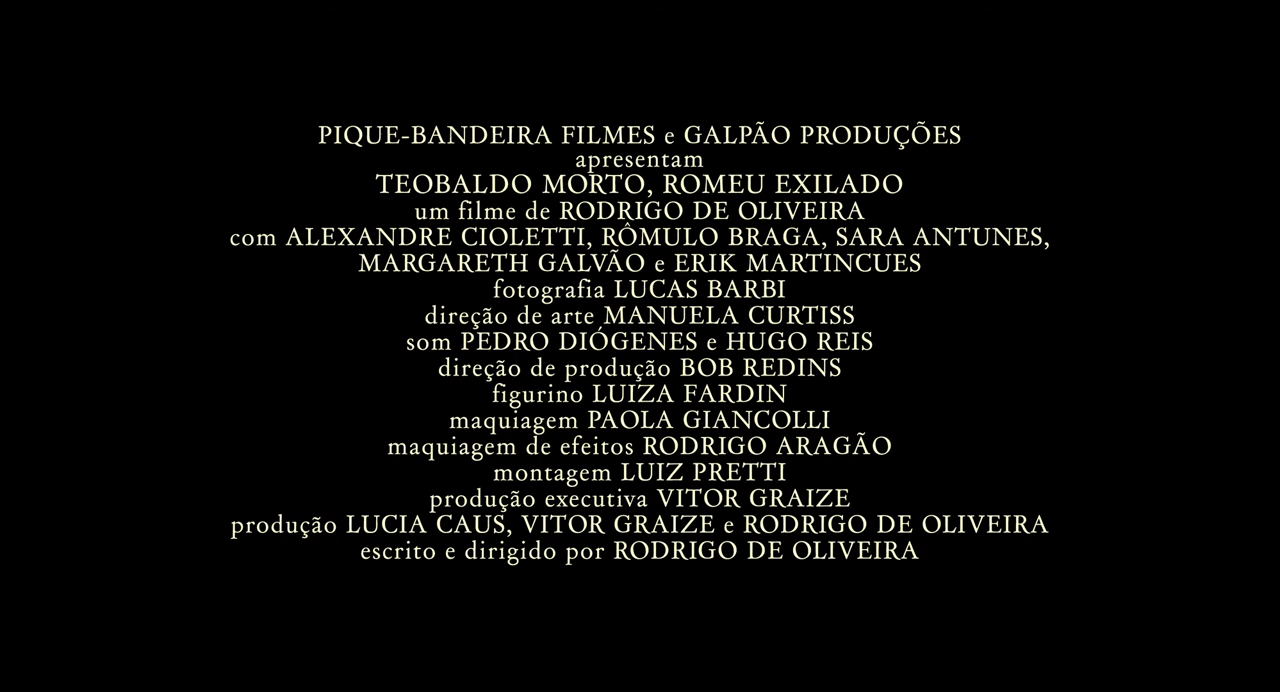 PIQUE-BANDEIRA FILMES e GALPÃO PRODUÇÕES
apresentam
TEOBALDO MORTO, ROMEU EXILADO
um filme de RODRIGO DE OLIVEIRA
com ALEXANDRE CIOLETTI, RÔMULO BRAGA, SARA ANTUNES,
MARGARETH GALVÃO e ERIK MARTINCUES
fotografia LUCAS BARBI
direção de arte MANUELA CURTISS
som PEDRO DIÓGENES e HUGO REIS
direção de produção BOB REDINS
figurino LUIZA FARDIN
maquiagem PAOLA GIANCOLLI
maquiagem de efeitos RODRIGO ARAGÃO
montagem LUIZ PRETTI
produção executiva VITOR GRAIZE
produção LUCIA CAUS, VITOR GRAIZE e RODRIGO DE OLIVEIRA
escrito e dirigido por RODRIGO DE OLIVEIRA